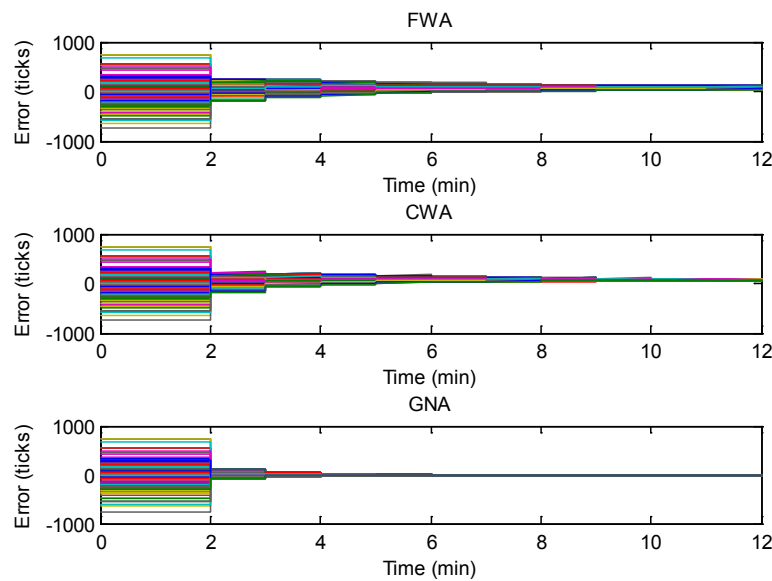 FWA
1000
0
-1000
Error (ticks)
0 2 4 6 8 10 12
Time (min)
CWA
1000
0
-1000
Error (ticks)
0 2 4 6 8 10 12
Time (min)
GNA
1000
0
-1000
Error (ticks)
0 2 4 6 8 10 12
Time (min)